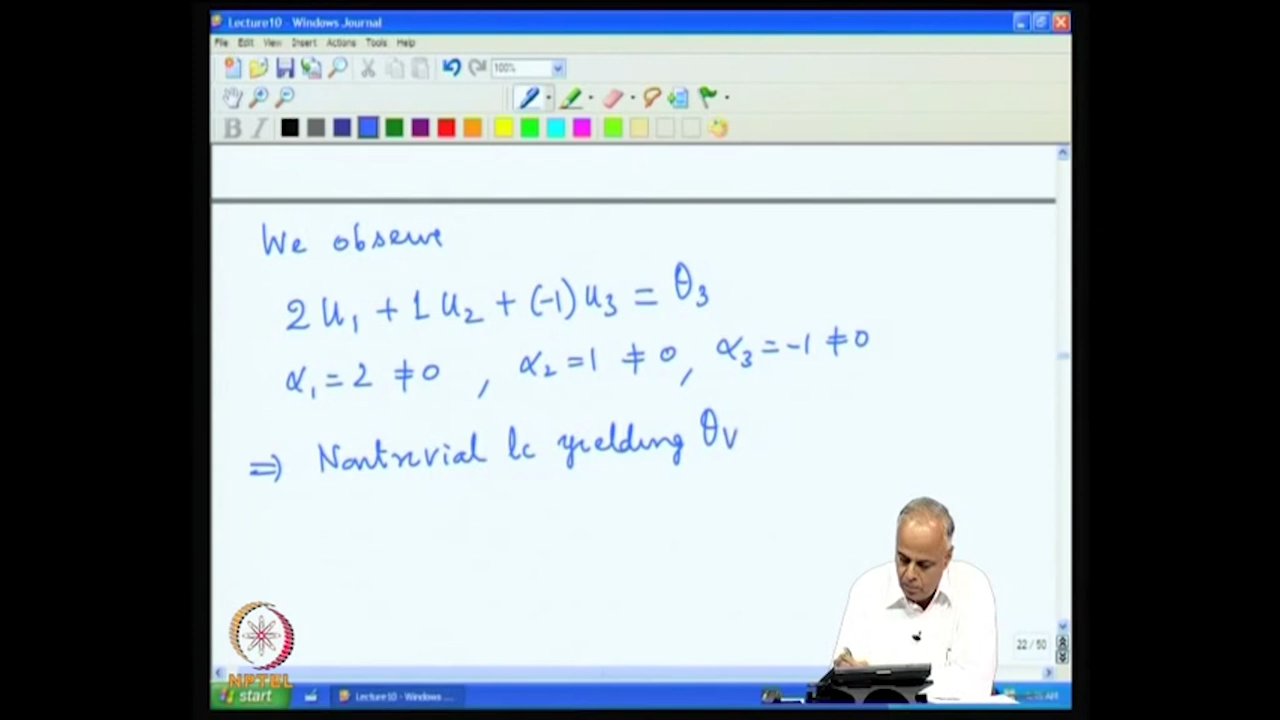 Lecture10 - Windows Journal
File Edit View Insert Actions Tools Help
100%
B I
We observe
2 u₁ + 1 u₂ + (-1) u₃ = θ₃
α₁ = 2 ≠ 0 , α₂ = 1 ≠ 0, α₃ = -1 ≠ 0
⇒ Nontrivial lc yielding θ_V
22 / 50
NPTEL
start Lecture10 - Windows ...